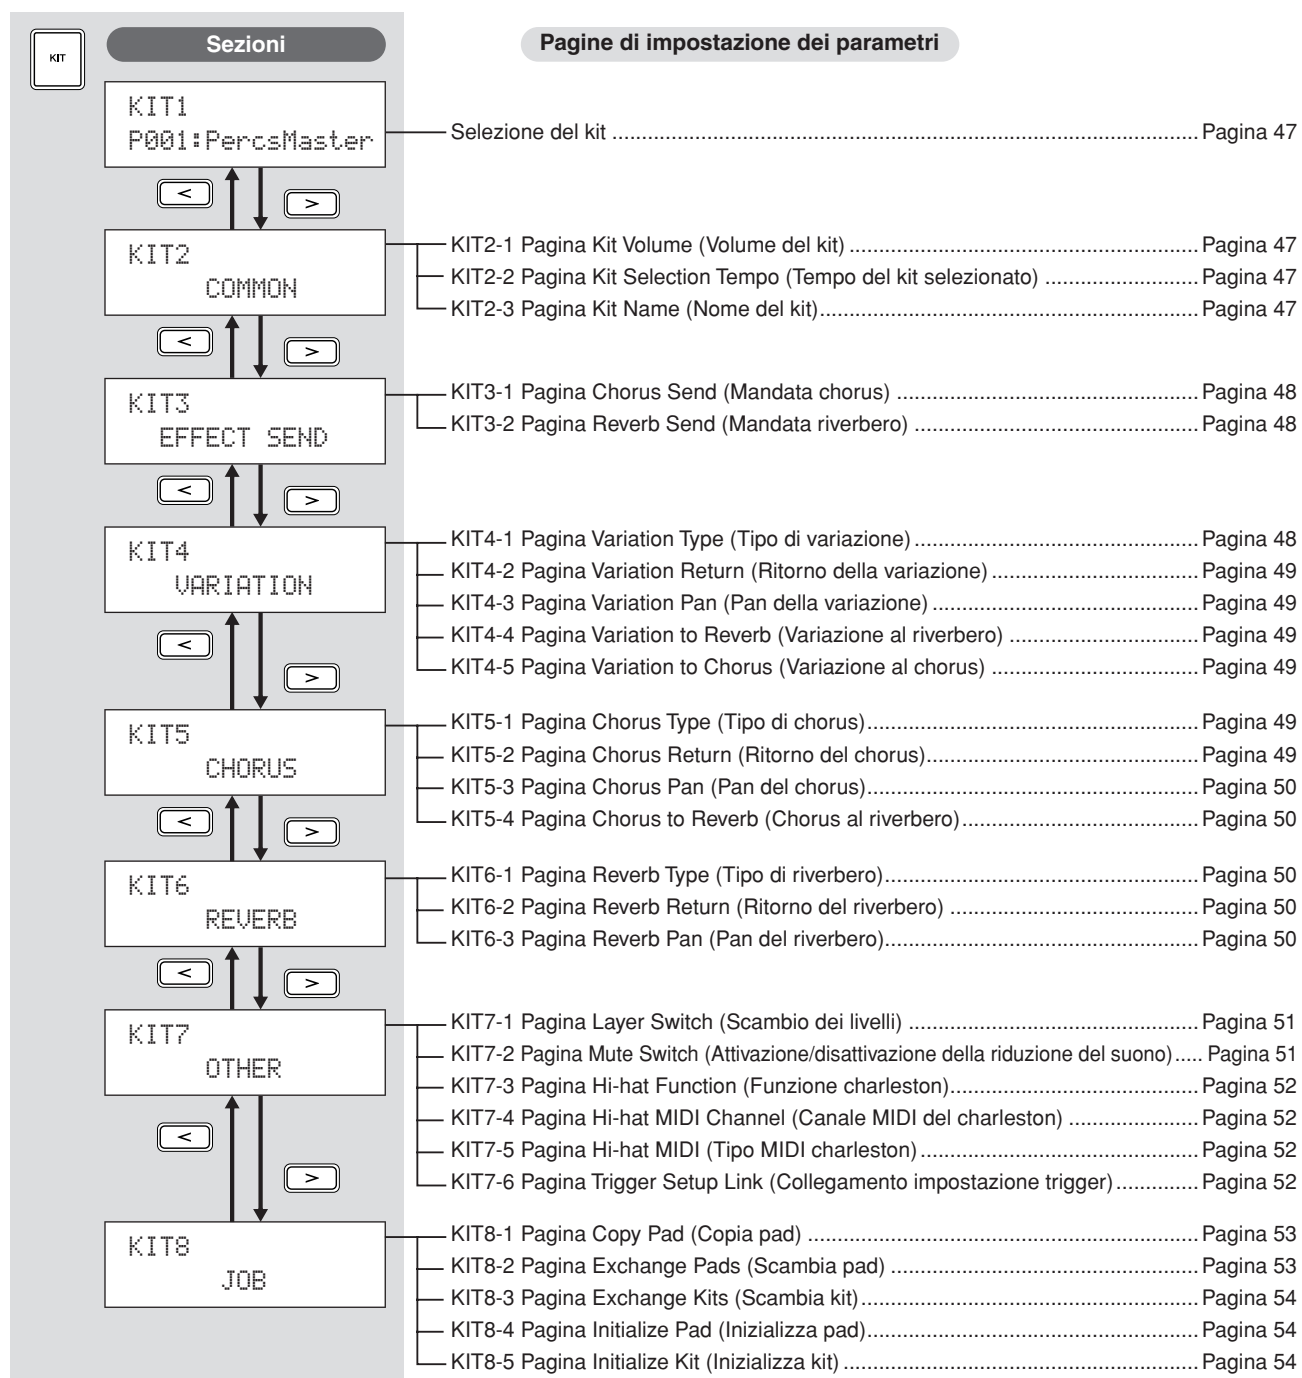 KIT
Sezioni
Pagine di impostazione dei parametri
KIT1
P001:PercsMaster
Selezione del kit ..... Pagina 47
<
>
KIT2
COMMON
KIT2-1 Pagina Kit Volume (Volume del kit) ..... Pagina 47
KIT2-2 Pagina Kit Selection Tempo (Tempo del kit selezionato) ..... Pagina 47
KIT2-3 Pagina Kit Name (Nome del kit)..... Pagina 47
<
>
KIT3
EFFECT SEND
KIT3-1 Pagina Chorus Send (Mandata chorus) ..... Pagina 48
KIT3-2 Pagina Reverb Send (Mandata riverbero) ..... Pagina 48
<
>
KIT4
VARIATION
KIT4-1 Pagina Variation Type (Tipo di variazione) ..... Pagina 48
KIT4-2 Pagina Variation Return (Ritorno della variazione) ..... Pagina 49
KIT4-3 Pagina Variation Pan (Pan della variazione) ..... Pagina 49
KIT4-4 Pagina Variation to Reverb (Variazione al riverbero) ..... Pagina 49
KIT4-5 Pagina Variation to Chorus (Variazione al chorus) ..... Pagina 49
<
>
KIT5
CHORUS
KIT5-1 Pagina Chorus Type (Tipo di chorus)..... Pagina 49
KIT5-2 Pagina Chorus Return (Ritorno del chorus)..... Pagina 49
KIT5-3 Pagina Chorus Pan (Pan del chorus)..... Pagina 50
KIT5-4 Pagina Chorus to Reverb (Chorus al riverbero)..... Pagina 50
<
>
KIT6
REVERB
KIT6-1 Pagina Reverb Type (Tipo di riverbero)..... Pagina 50
KIT6-2 Pagina Reverb Return (Ritorno del riverbero) ..... Pagina 50
KIT6-3 Pagina Reverb Pan (Pan del riverbero)..... Pagina 50
<
>
KIT7
OTHER
KIT7-1 Pagina Layer Switch (Scambio dei livelli) ..... Pagina 51
KIT7-2 Pagina Mute Switch (Attivazione/disattivazione della riduzione del suono)..... Pagina 51
KIT7-3 Pagina Hi-hat Function (Funzione charleston)..... Pagina 52
KIT7-4 Pagina Hi-hat MIDI Channel (Canale MIDI del charleston) ..... Pagina 52
KIT7-5 Pagina Hi-hat MIDI (Tipo MIDI charleston)..... Pagina 52
KIT7-6 Pagina Trigger Setup Link (Collegamento impostazione trigger)..... Pagina 52
<
>
KIT8
JOB
KIT8-1 Pagina Copy Pad (Copia pad) ..... Pagina 53
KIT8-2 Pagina Exchange Pads (Scambia pad) ..... Pagina 53
KIT8-3 Pagina Exchange Kits (Scambia kit)..... Pagina 54
KIT8-4 Pagina Initialize Pad (Inizializza pad)..... Pagina 54
KIT8-5 Pagina Initialize Kit (Inizializza kit)..... Pagina 54